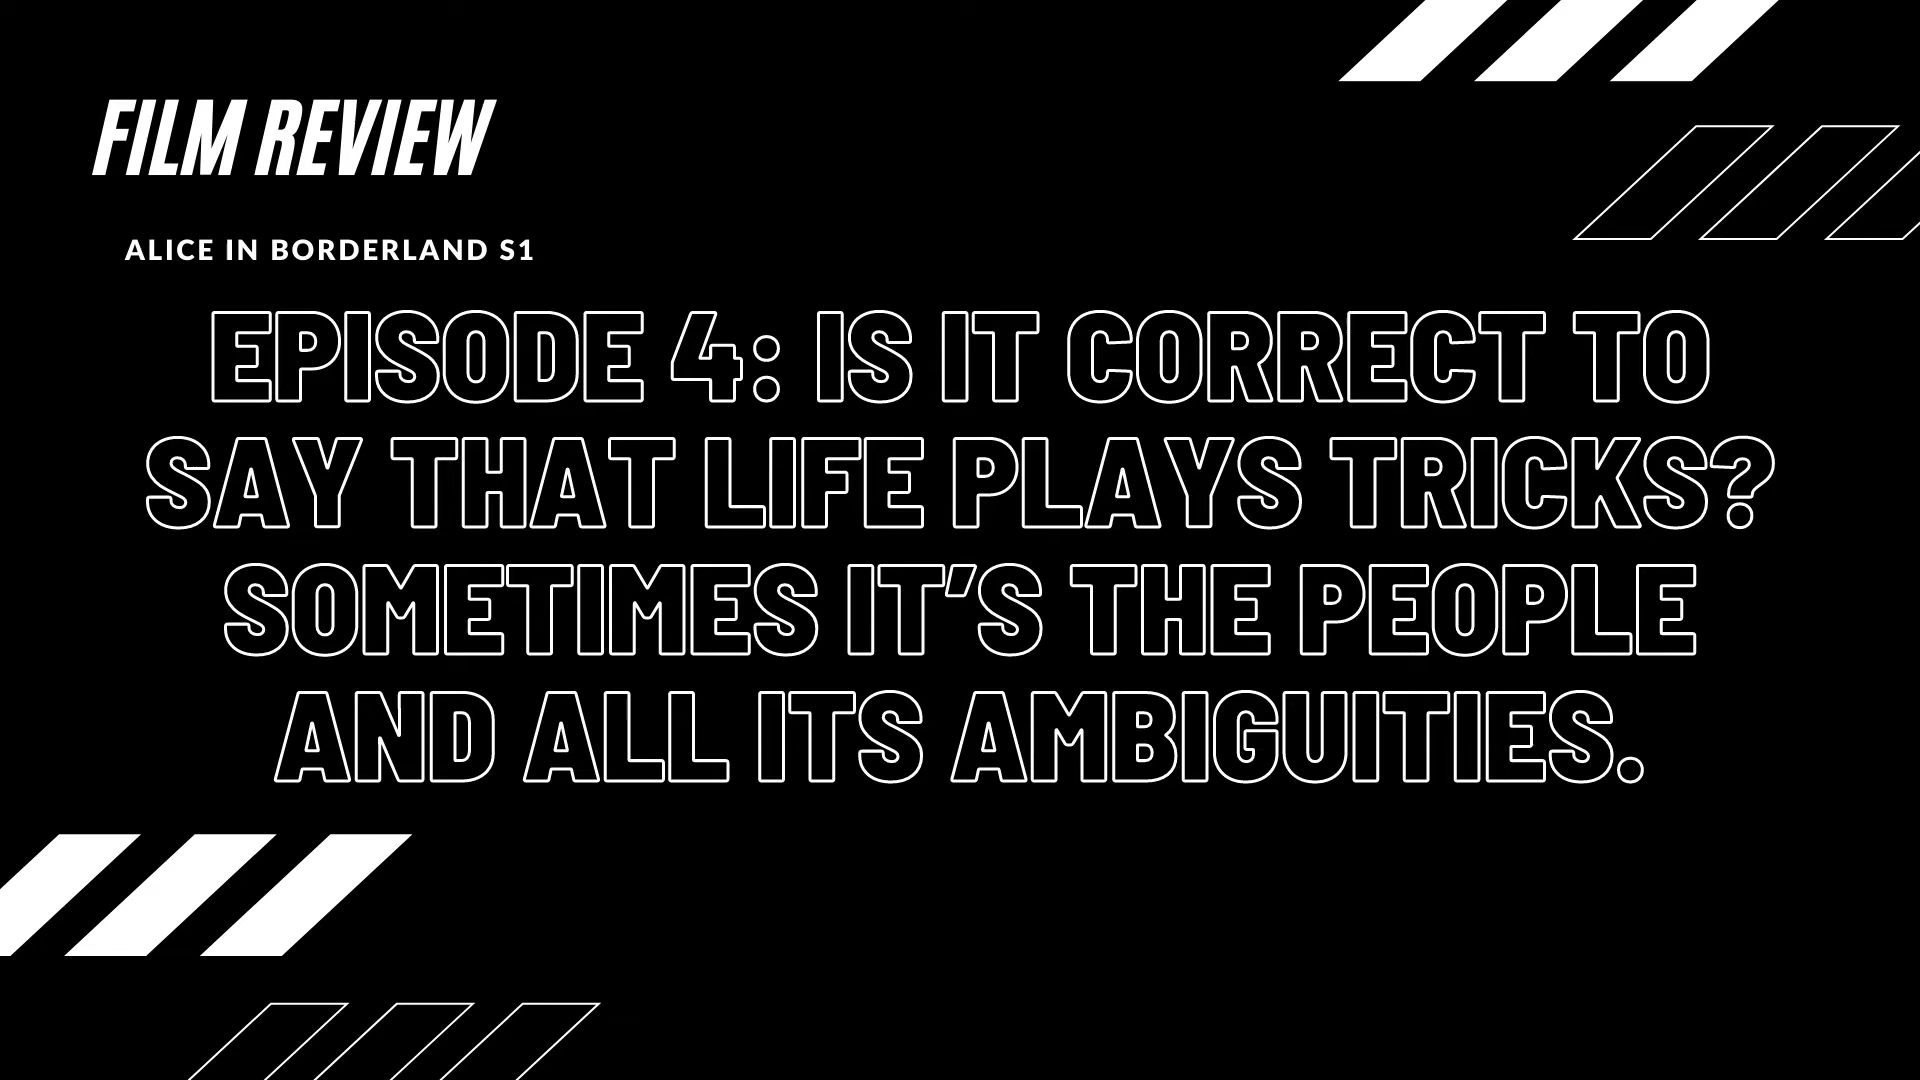 FILM REVIEW
ALICE IN BORDERLAND S1
EPISODE 4: IS IT CORRECT TO
SAY THAT LIFE PLAYS TRICKS?
SOMETIMES IT’S THE PEOPLE
AND ALL ITS AMBIGUITIES.